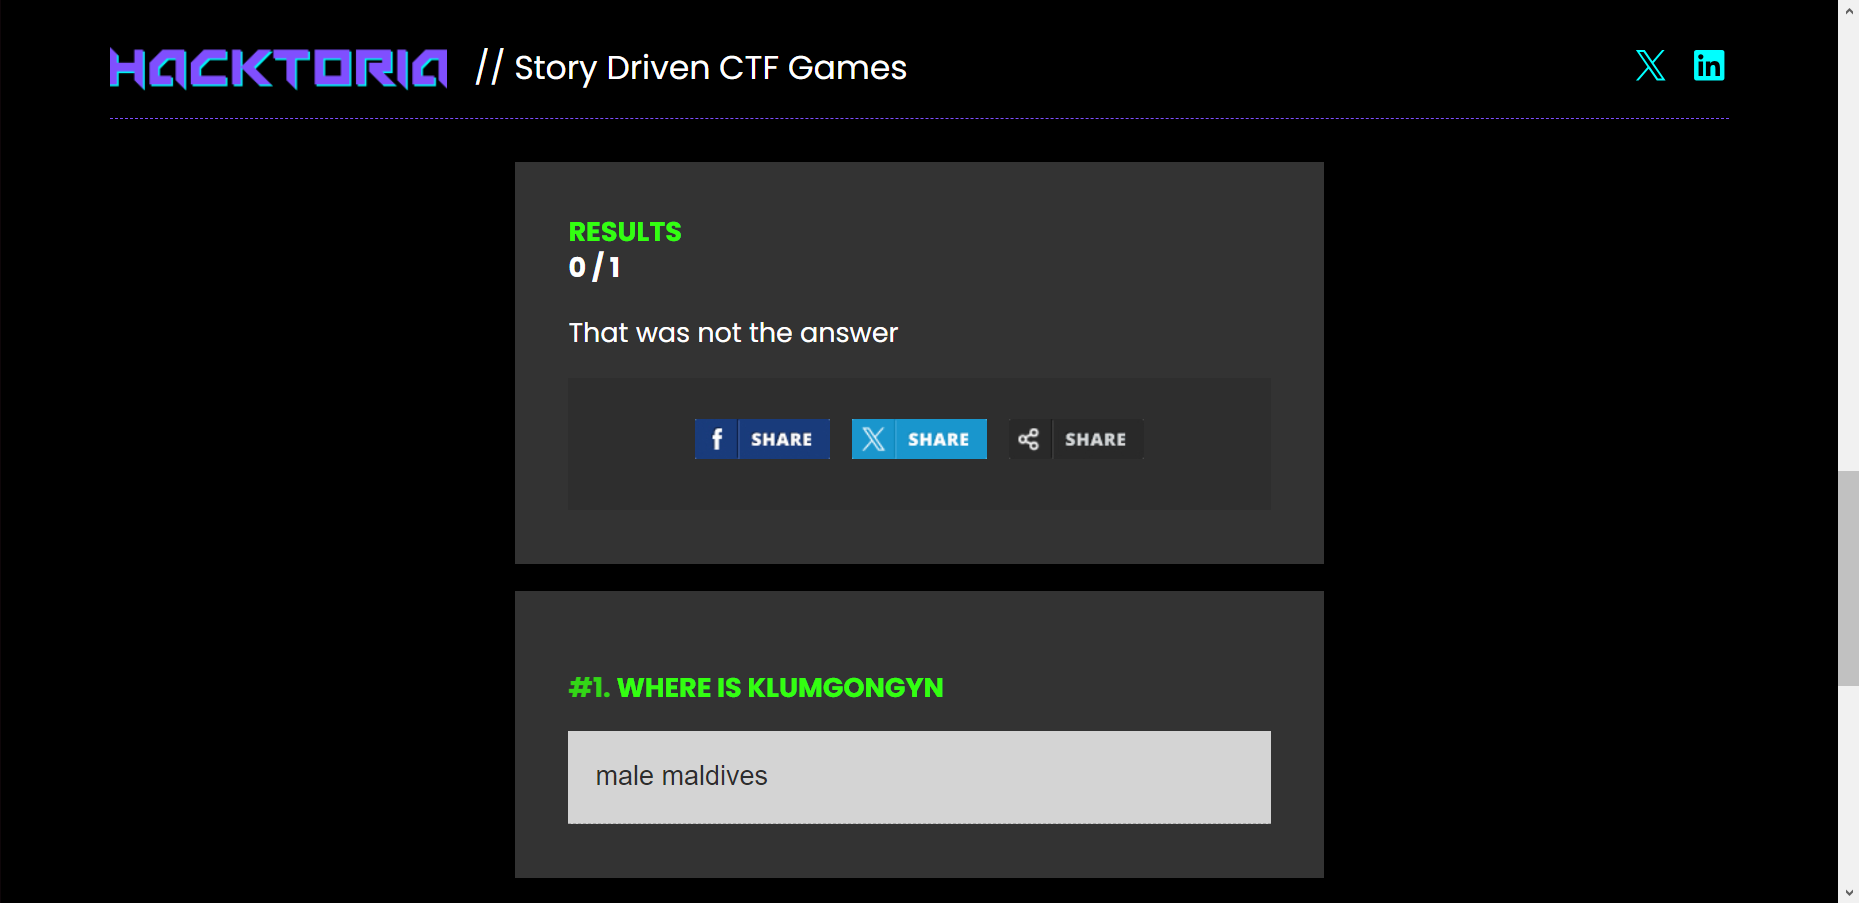 HACKTORIA // Story Driven CTF Games
RESULTS
0 / 1
That was not the answer
f SHARE
X SHARE
SHARE
#1. WHERE IS KLUMGONGYN
male maldives